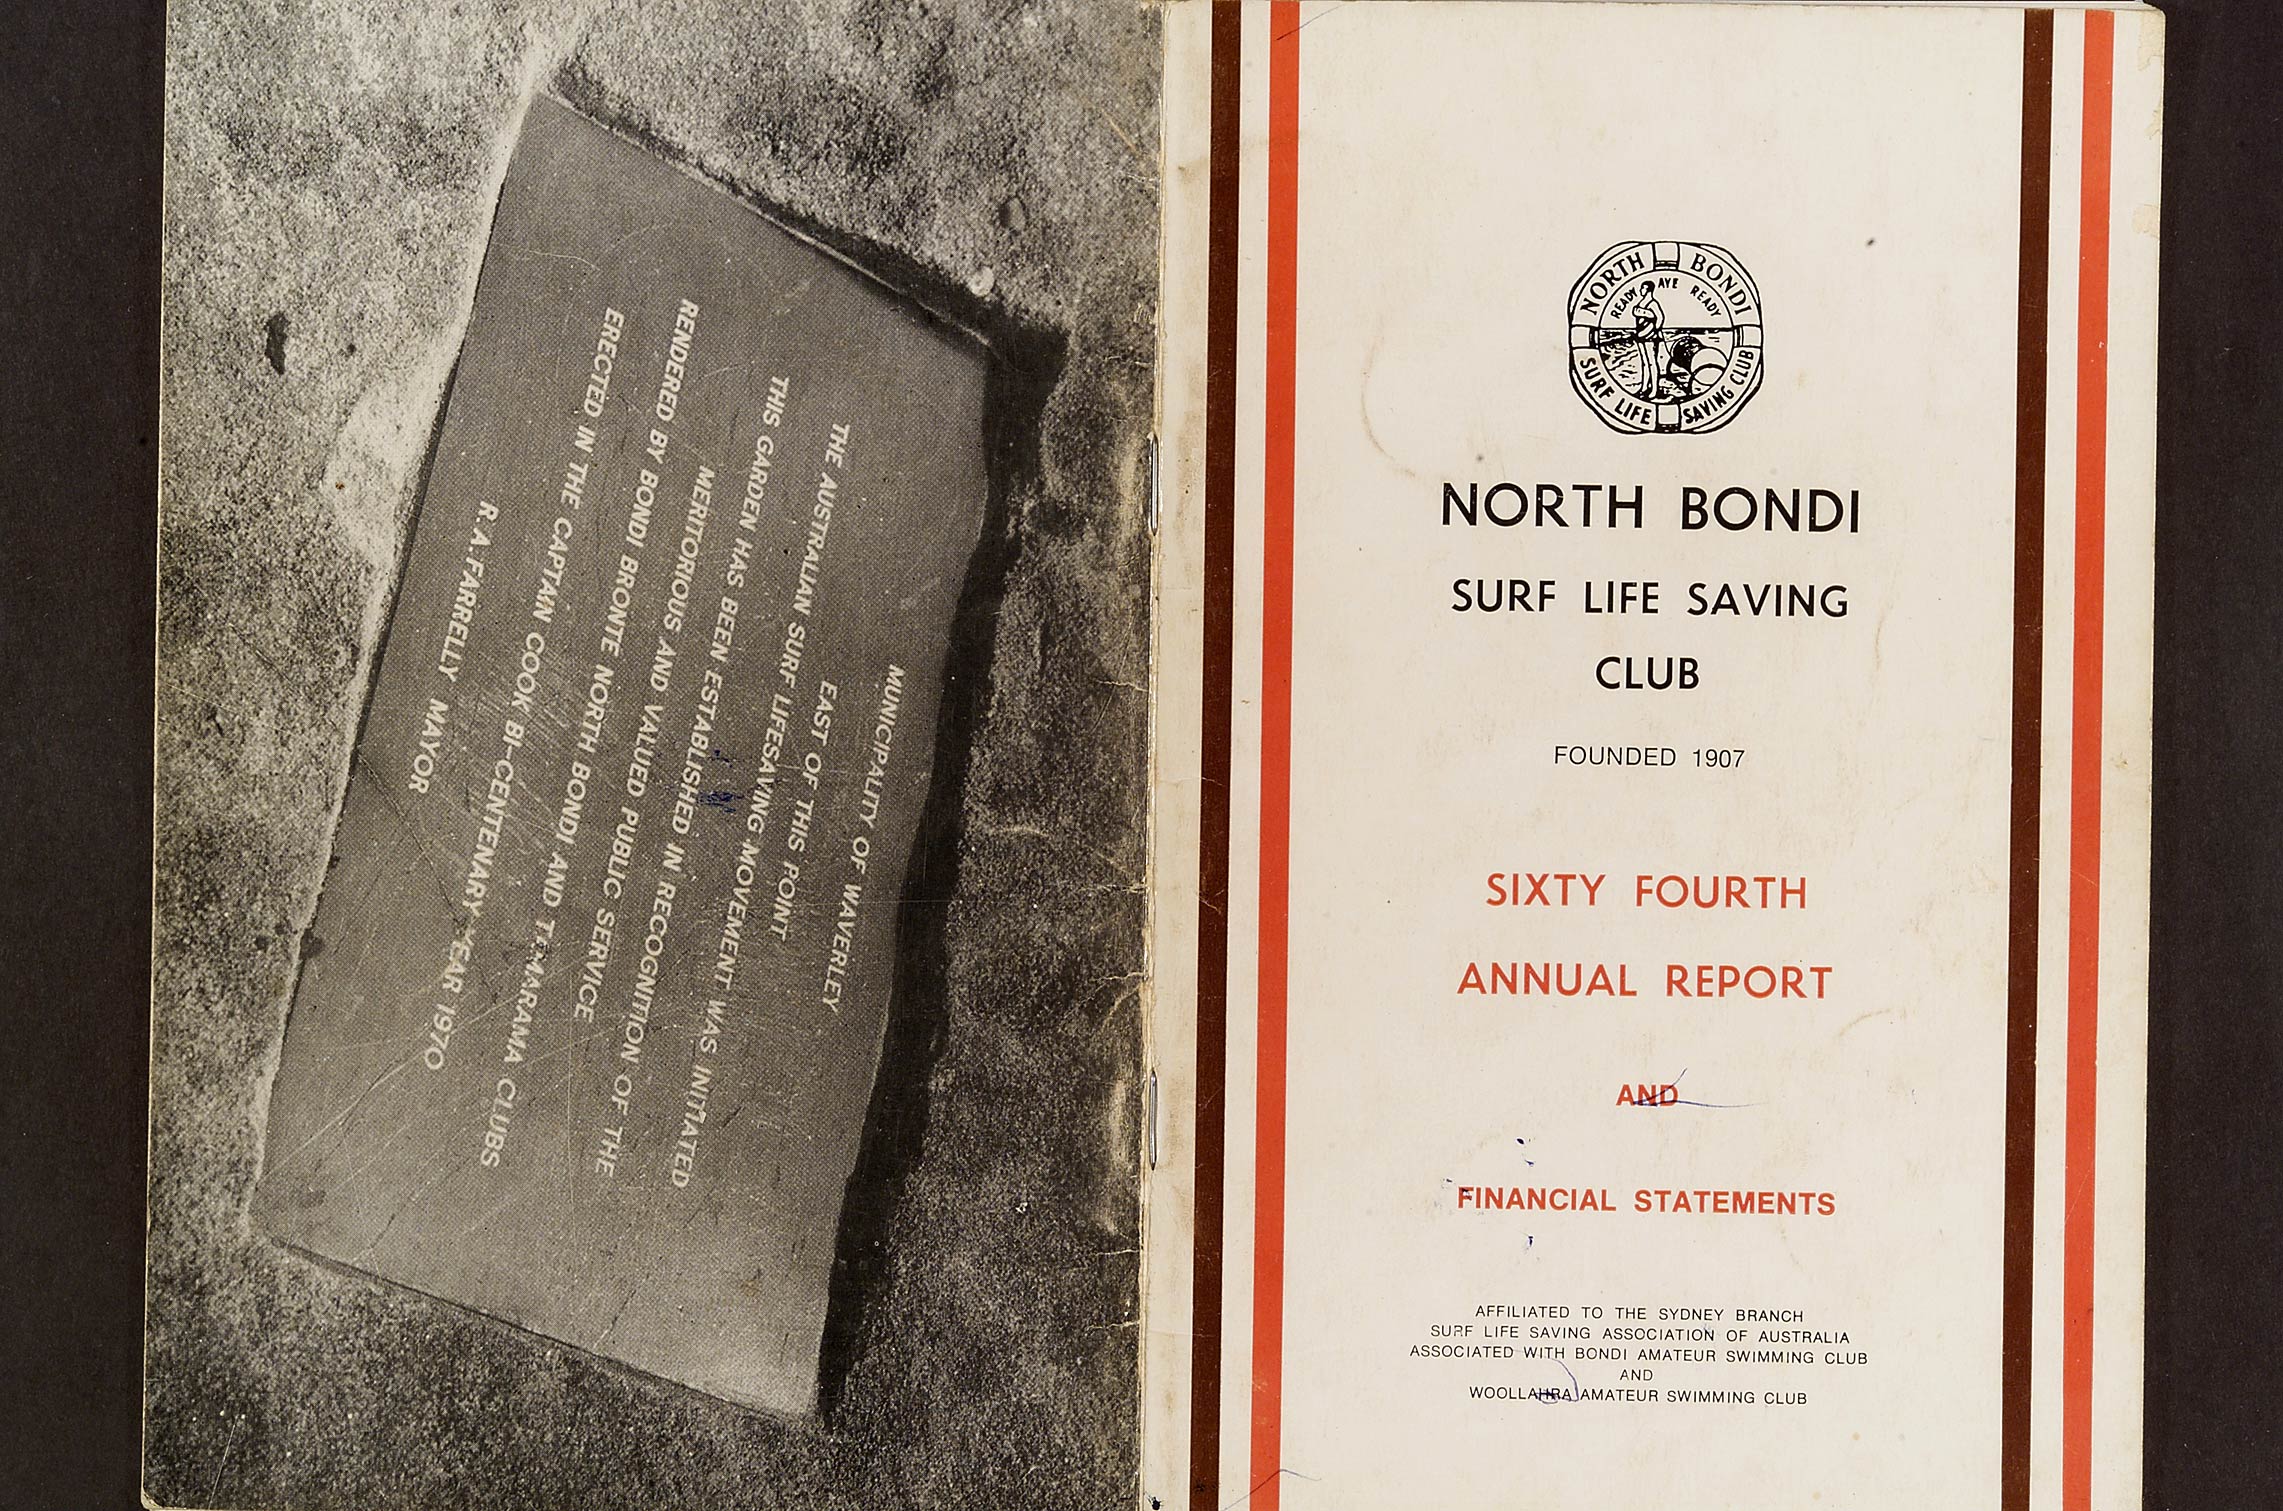 MUNICIPALITY OF WAVERLEY
EAST OF THIS POINT
THE AUSTRALIAN SURF LIFESAVING MOVEMENT WAS INITIATED
THIS GARDEN HAS BEEN ESTABLISHED IN RECOGNITION OF THE
MERITORIOUS AND VALUED PUBLIC SERVICE
RENDERED BY BONDI BRONTE NORTH BONDI AND TAMARAMA CLUBS
ERECTED IN THE CAPTAIN COOK BI-CENTENARY YEAR 1970
R.A.FARRELLY MAYOR
NORTH BONDI
READY AYE READY
SURF LIFE SAVING CLUB
NORTH BONDI
SURF LIFE SAVING
CLUB
FOUNDED 1907
SIXTY FOURTH
ANNUAL REPORT
AND
FINANCIAL STATEMENTS
AFFILIATED TO THE SYDNEY BRANCH
SURF LIFE SAVING ASSOCIATION OF AUSTRALIA
ASSOCIATED WITH BONDI AMATEUR SWIMMING CLUB
AND
WOOLLAHRA AMATEUR SWIMMING CLUB